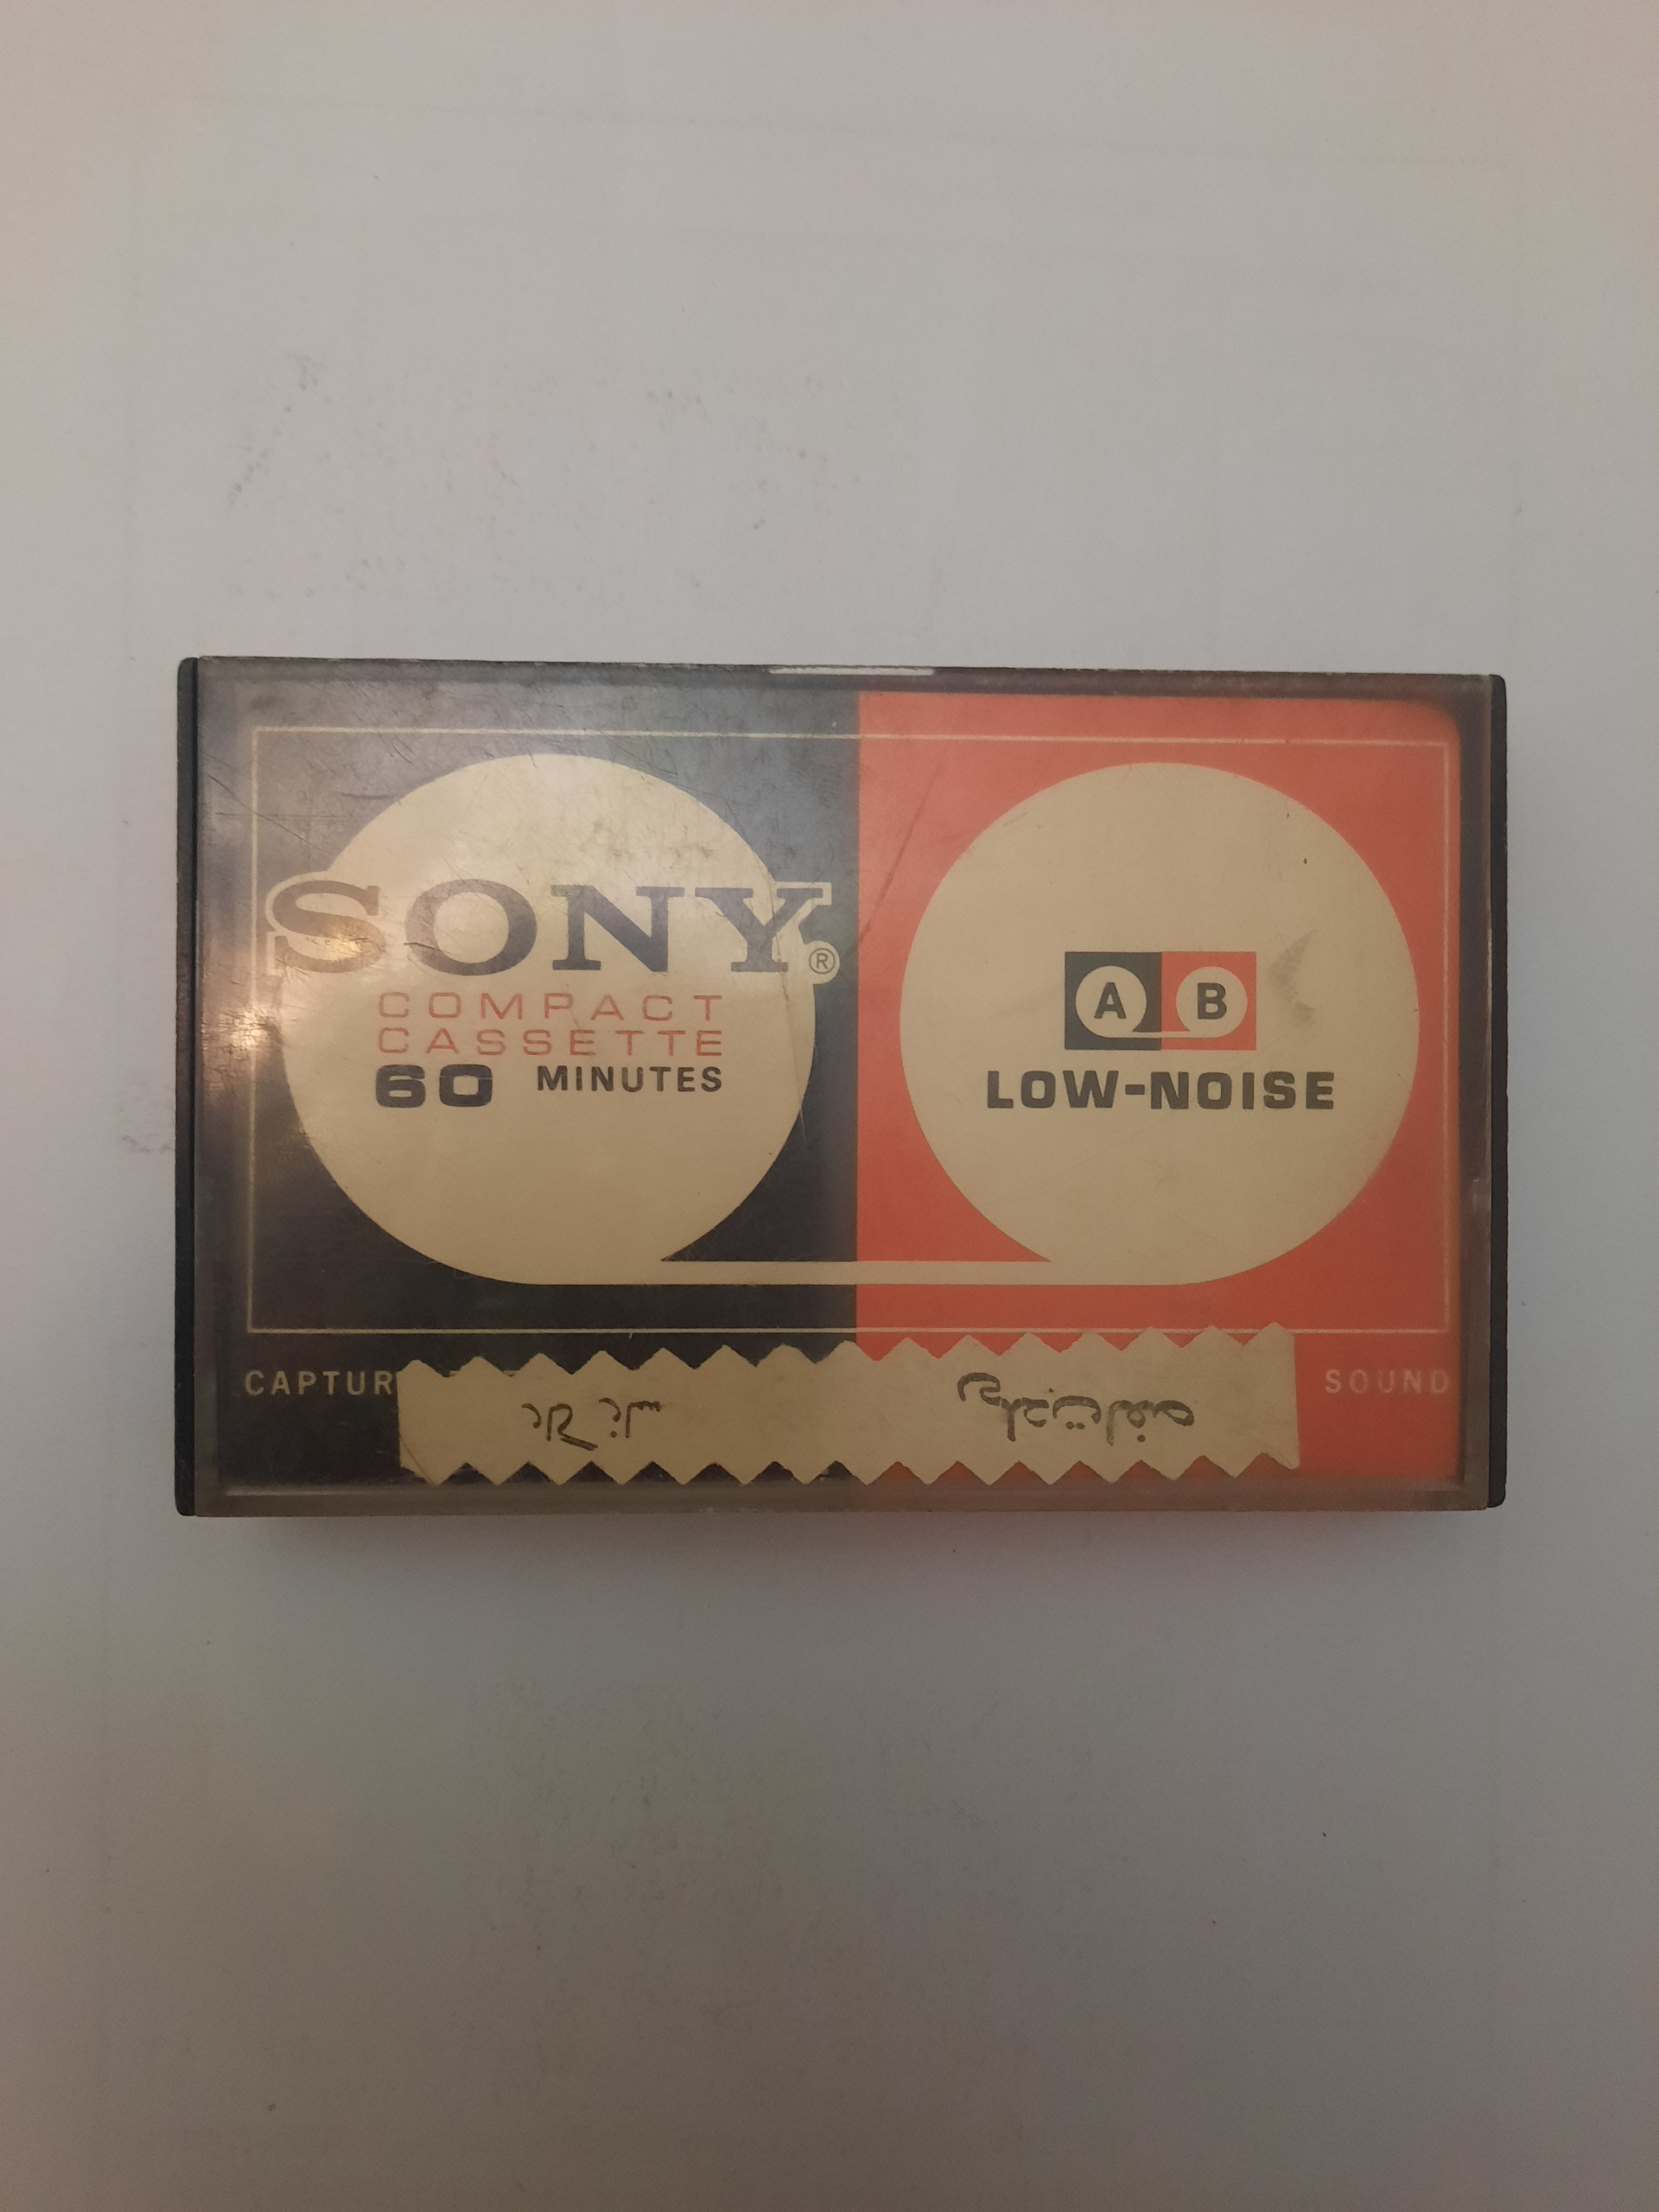 SONY®
COMPACT
CASSETTE
60 MINUTES
A B
LOW-NOISE
CAPTUR
SOUND